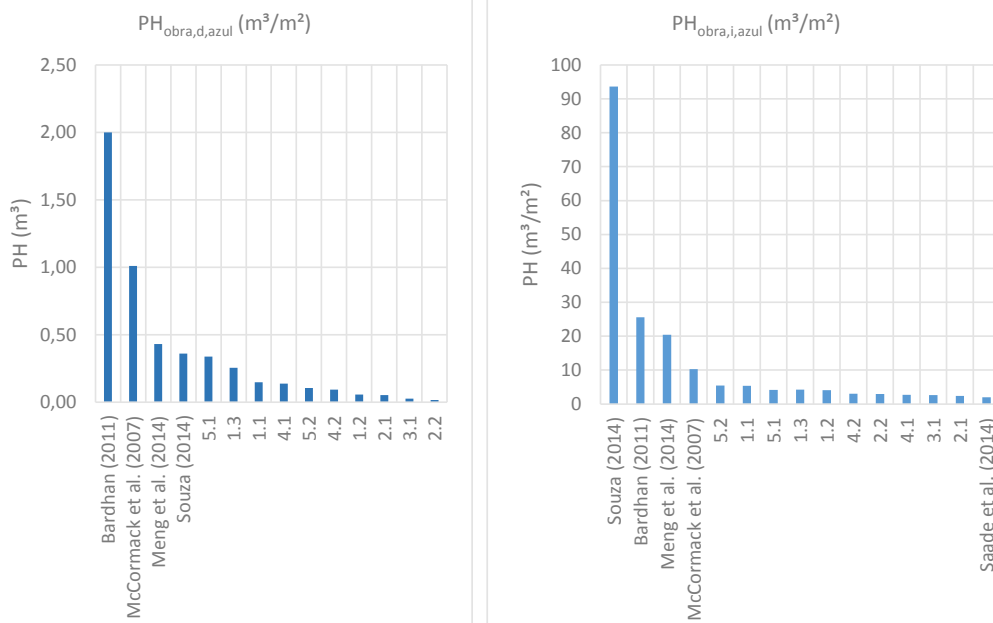 PH_obra,d,azul (m³/m²)
2,50
2,00
1,50
1,00
0,50
0,00
PH (m³)
Bardhan (2011)
McCormack et al. (2007)
Meng et al. (2014)
Souza (2014)
5.1
1.3
1.1
4.1
5.2
4.2
1.2
2.1
3.1
2.2
PH_obra,i,azul (m³/m²)
100
90
80
70
60
50
40
30
20
10
0
PH (m³/m²)
Souza (2014)
Bardhan (2011)
Meng et al. (2014)
McCormack et al. (2007)
5.2
1.1
5.1
1.3
1.2
4.2
2.2
4.1
3.1
2.1
Saade et al. (2014)